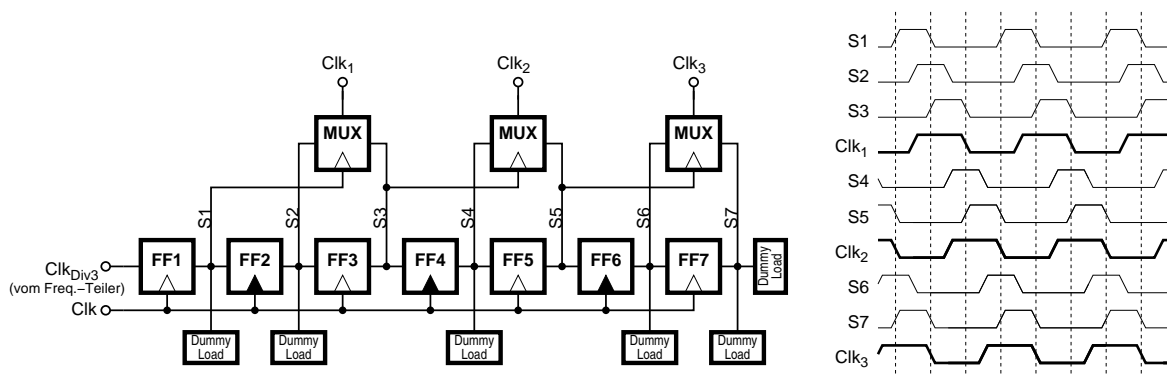 Clk1 Clk2 Clk3
MUX MUX MUX
S1 S2 S3 S4 S5 S6 S7
ClkDiv3 FF1 FF2 FF3 FF4 FF5 FF6 FF7 Dummy Load
(vom Freq.−Teiler)
Clk
Dummy Load
Dummy Load
Dummy Load
Dummy Load
Dummy Load
S1
S2
S3
Clk1
S4
S5
Clk2
S6
S7
Clk3